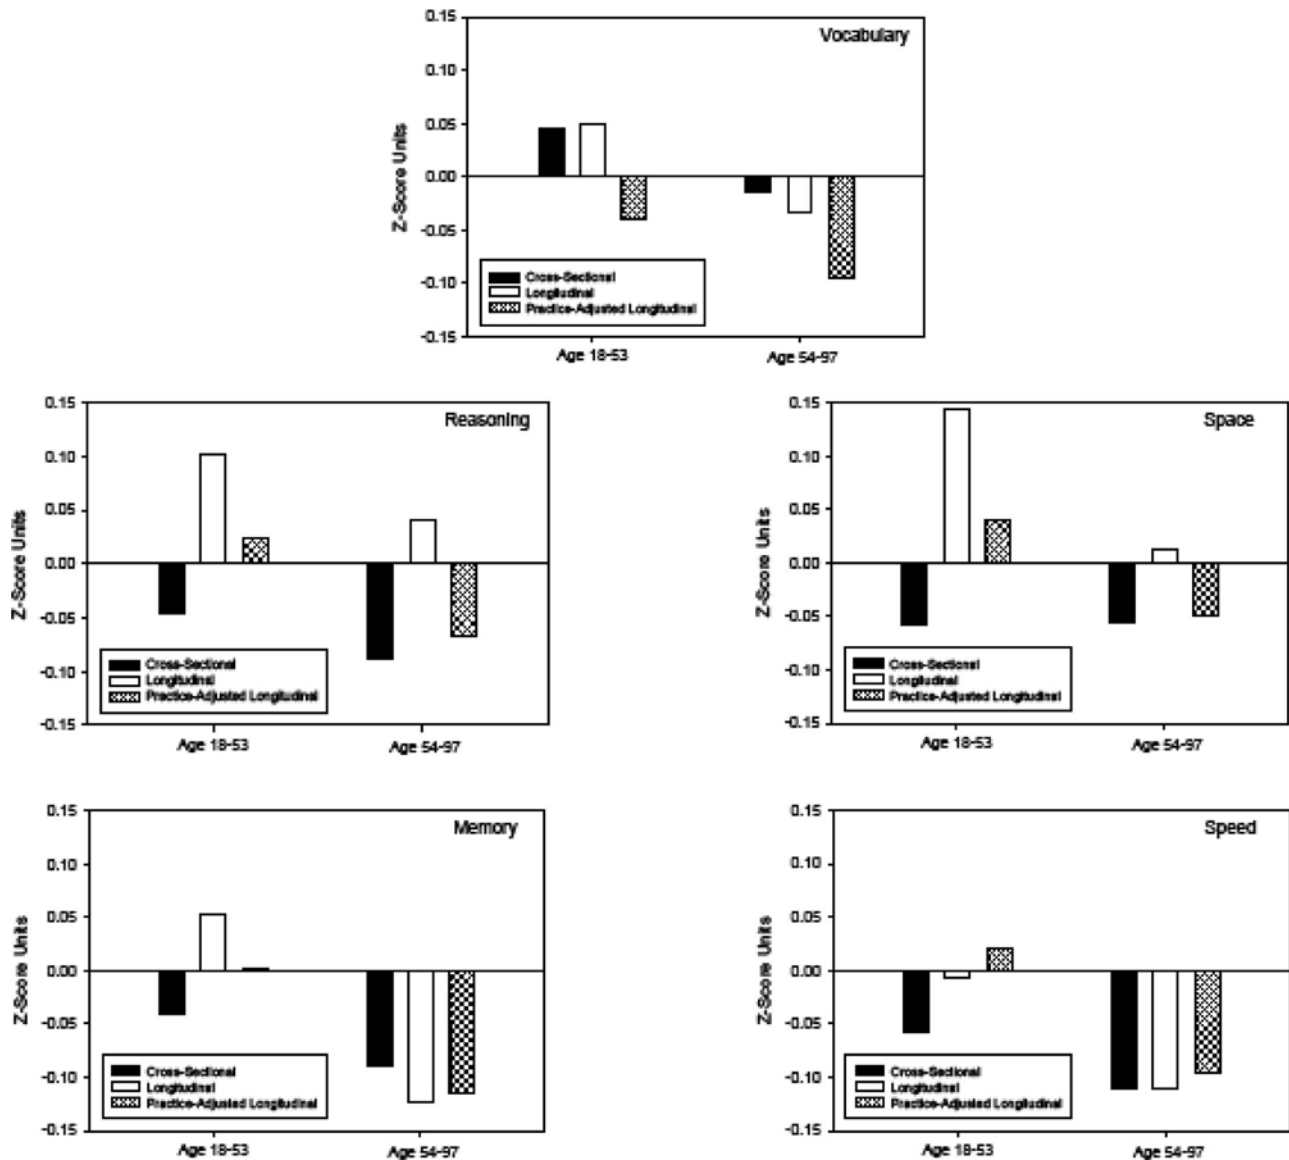 Vocabulary
0.15
0.10
0.05
0.00
-0.05
-0.10
-0.15
Z-Score Units
Cross-Sectional
Longitudinal
Practice-Adjusted Longitudinal
Age 18-53
Age 54-97
Reasoning
0.15
0.10
0.05
0.00
-0.05
-0.10
-0.15
Z-Score Units
Cross-Sectional
Longitudinal
Practice-Adjusted Longitudinal
Age 18-53
Age 54-97
Space
0.15
0.10
0.05
0.00
-0.05
-0.10
-0.15
Z-Score Units
Cross-Sectional
Longitudinal
Practice-Adjusted Longitudinal
Age 18-53
Age 54-97
Memory
0.15
0.10
0.05
0.00
-0.05
-0.10
-0.15
Z-Score Units
Cross-Sectional
Longitudinal
Practice-Adjusted Longitudinal
Age 18-53
Age 54-97
Speed
0.15
0.10
0.05
0.00
-0.05
-0.10
-0.15
Z-Score Units
Cross-Sectional
Longitudinal
Practice-Adjusted Longitudinal
Age 18-53
Age 54-97